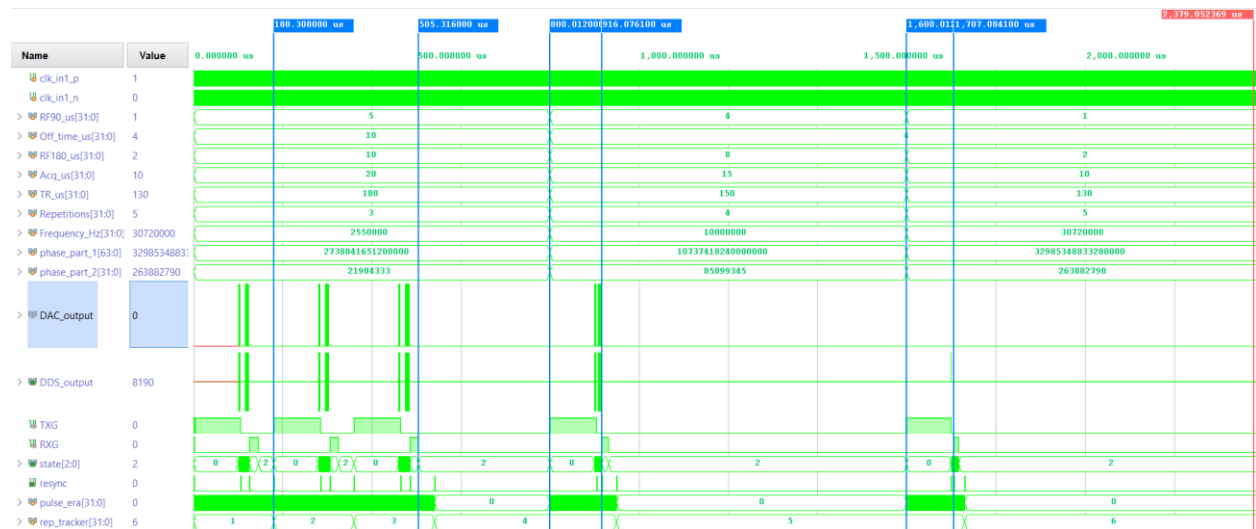 2,379.052369 us
180.308000 us 505.316000 us 800.012000 916.076100 us 1,600.012 1,707.084100 us
Name Value 0.000000 us 500.000000 us 1,000.000000 us 1,500.000000 us 2,000.000000 us
clk_in1_p 1
clk_in1_n 0
RF90_us[31:0] 1 5 4 1
Off_time_us[31:0] 4 10 4
RF180_us[31:0] 2 10 8 2
Acq_us[31:0] 10 20 15 10
TR_us[31:0] 130 180 150 130
Repetitions[31:0] 5 3 4 5
Frequency_Hz[31:0] 30720000 2550000 10000000 30720000
phase_part_1[63:0] 3298534883 2738041651200000 10737418240000000 32985348833280000
phase_part_2[31:0] 263882790 21904333 85899345 263882790
DAC_output 0
DDS_output 8190
TXG 0
RXG 0
state[2:0] 2 0 2 0 2 0 2 0 2 0 2
resync 0
pulse_era[31:0] 0 0 0 0
rep_tracker[31:0] 6 1 2 3 4 5 6